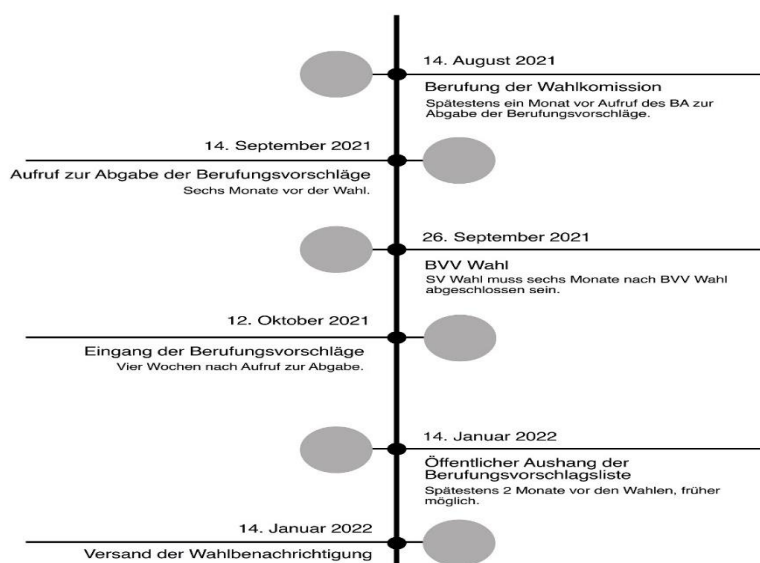 14. August 2021
Berufung der Wahlkomission
Spätestens ein Monat vor Aufruf des BA zur
Abgabe der Berufungsvorschläge.
14. September 2021
Aufruf zur Abgabe der Berufungsvorschläge
Sechs Monate vor der Wahl.
26. September 2021
BVV Wahl
SV Wahl muss sechs Monate nach BVV Wahl
abgeschlossen sein.
12. Oktober 2021
Eingang der Berufungsvorschläge
Vier Wochen nach Aufruf zur Abgabe.
14. Januar 2022
Öffentlicher Aushang der
Berufungsvorschlagsliste
Spätestens 2 Monate vor den Wahlen, früher
möglich.
14. Januar 2022
Versand der Wahlbenachrichtigung